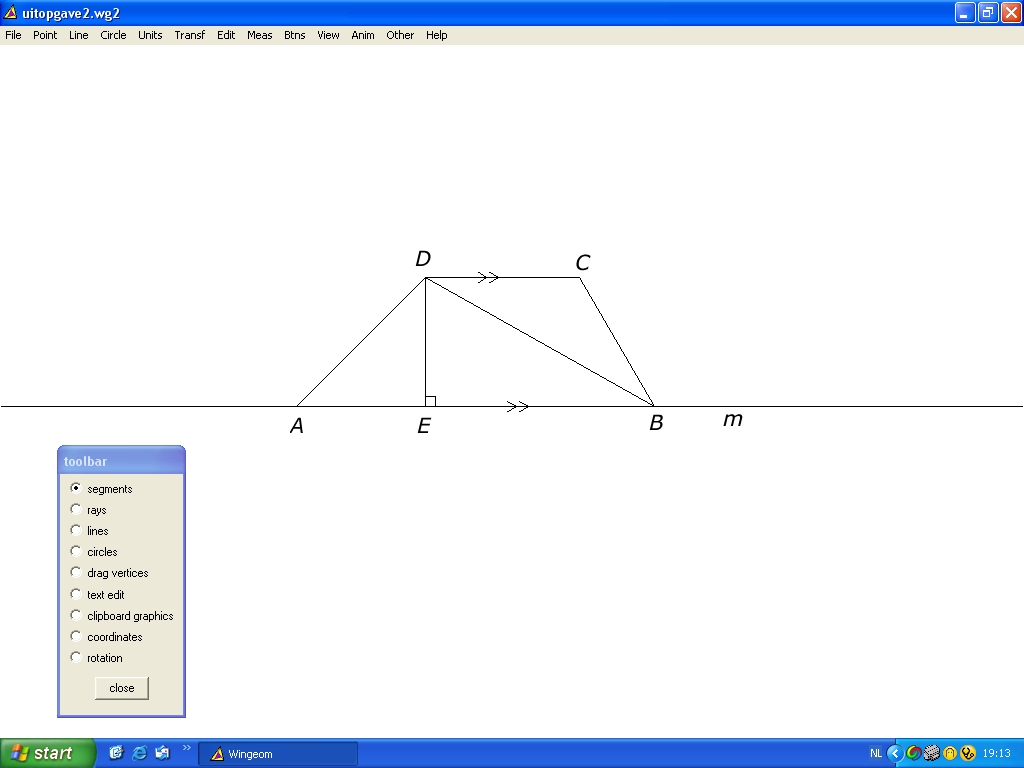 uitopgave2.wg2
File Point Line Circle Units Transf Edit Meas Btns View Anim Other Help
D
C
A
E
B
m
toolbar
segments
rays
lines
circles
drag vertices
text edit
clipboard graphics
coordinates
rotation
close
start
Wingeom
NL
19:13